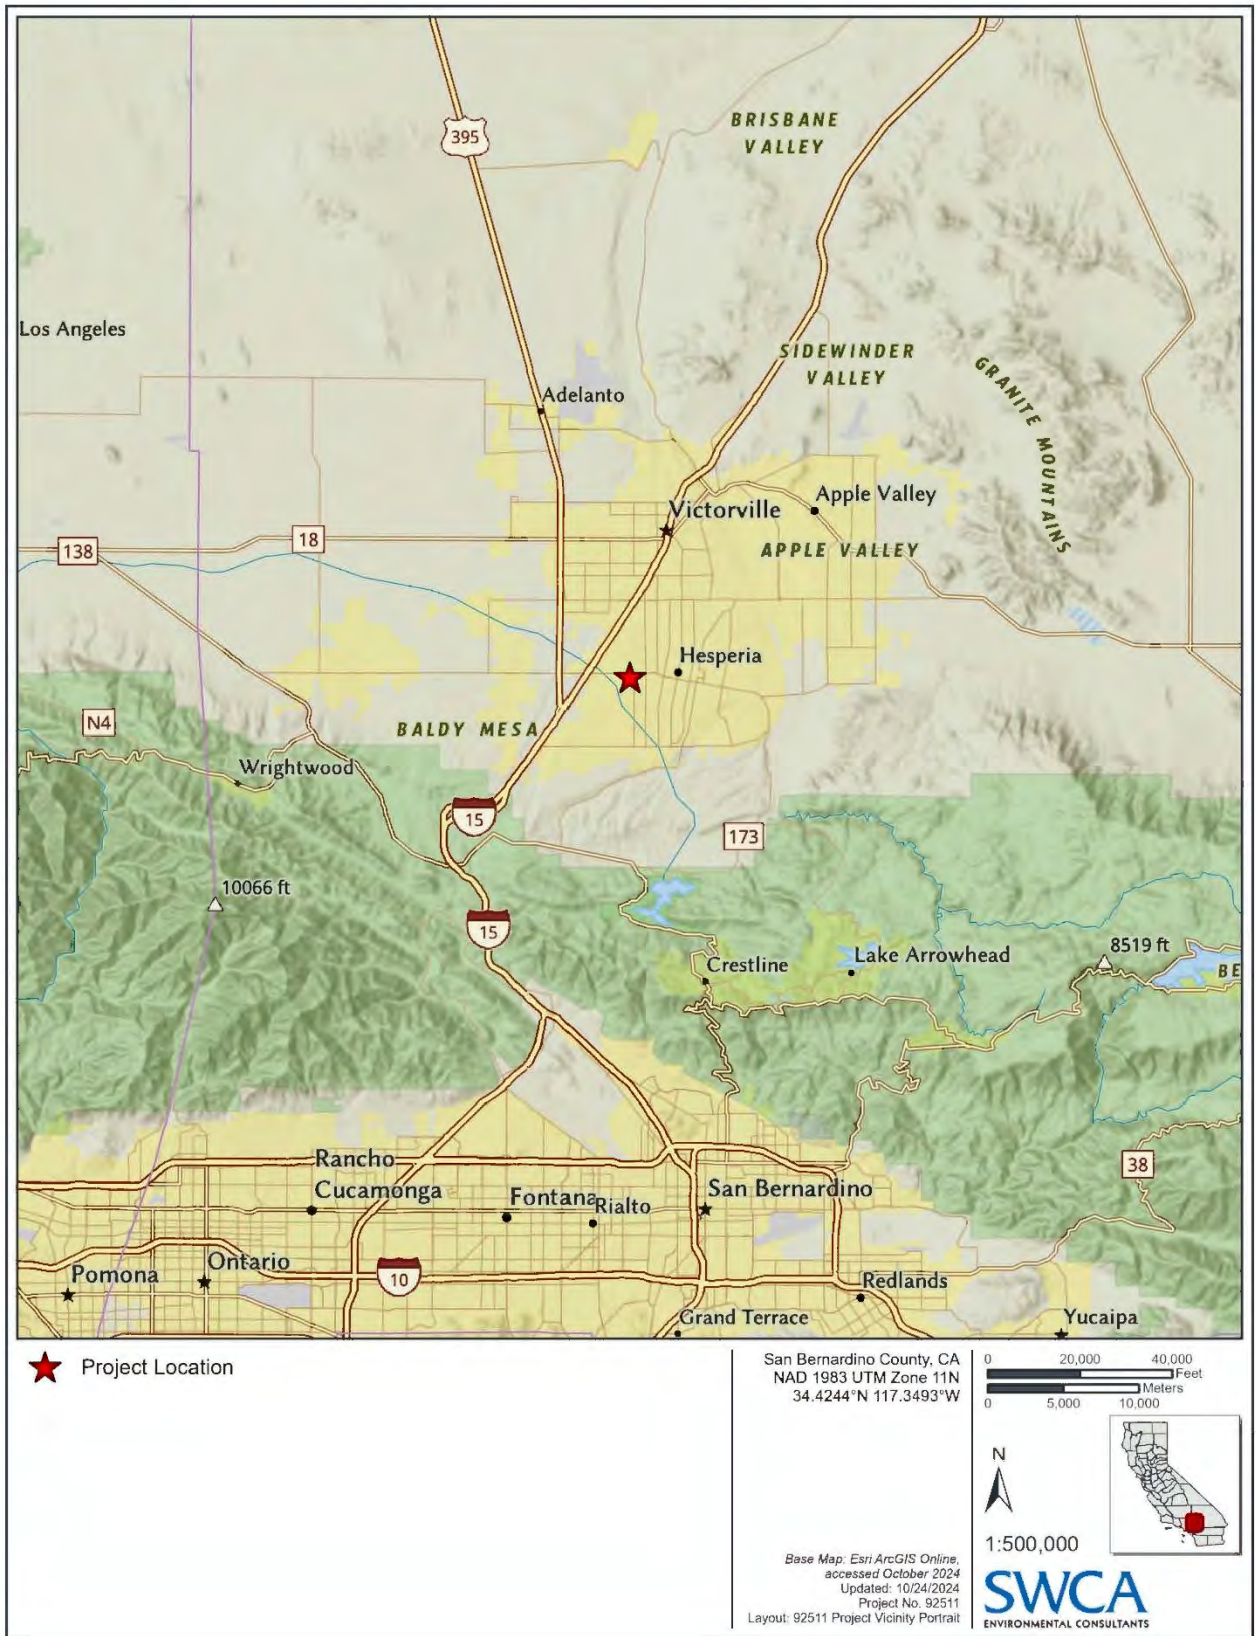 395
BRISBANE
VALLEY
Los Angeles
SIDEWINDER
VALLEY
GRANITE MOUNTAINS
Adelanto
Apple Valley
Victorville
138
18
APPLE VALLEY
Hesperia
N4
BALDY MESA
Wrightwood
15
173
10066 ft
15
Crestline
Lake Arrowhead
8519 ft
BE
Rancho
Cucamonga
38
Fontana
Rialto
San Bernardino
Pomona
Ontario
10
Redlands
Grand Terrace
Yucaipa
Project Location
San Bernardino County, CA
NAD 1983 UTM Zone 11N
34.4244°N 117.3493°W
0 20,000 40,000
Feet
Meters
0 5,000 10,000
N
1:500,000
Base Map: Esri ArcGIS Online,
accessed October 2024
Updated: 10/24/2024
Project No. 92511
Layout: 92511 Project Vicinity Portrait
SWCA
ENVIRONMENTAL CONSULTANTS